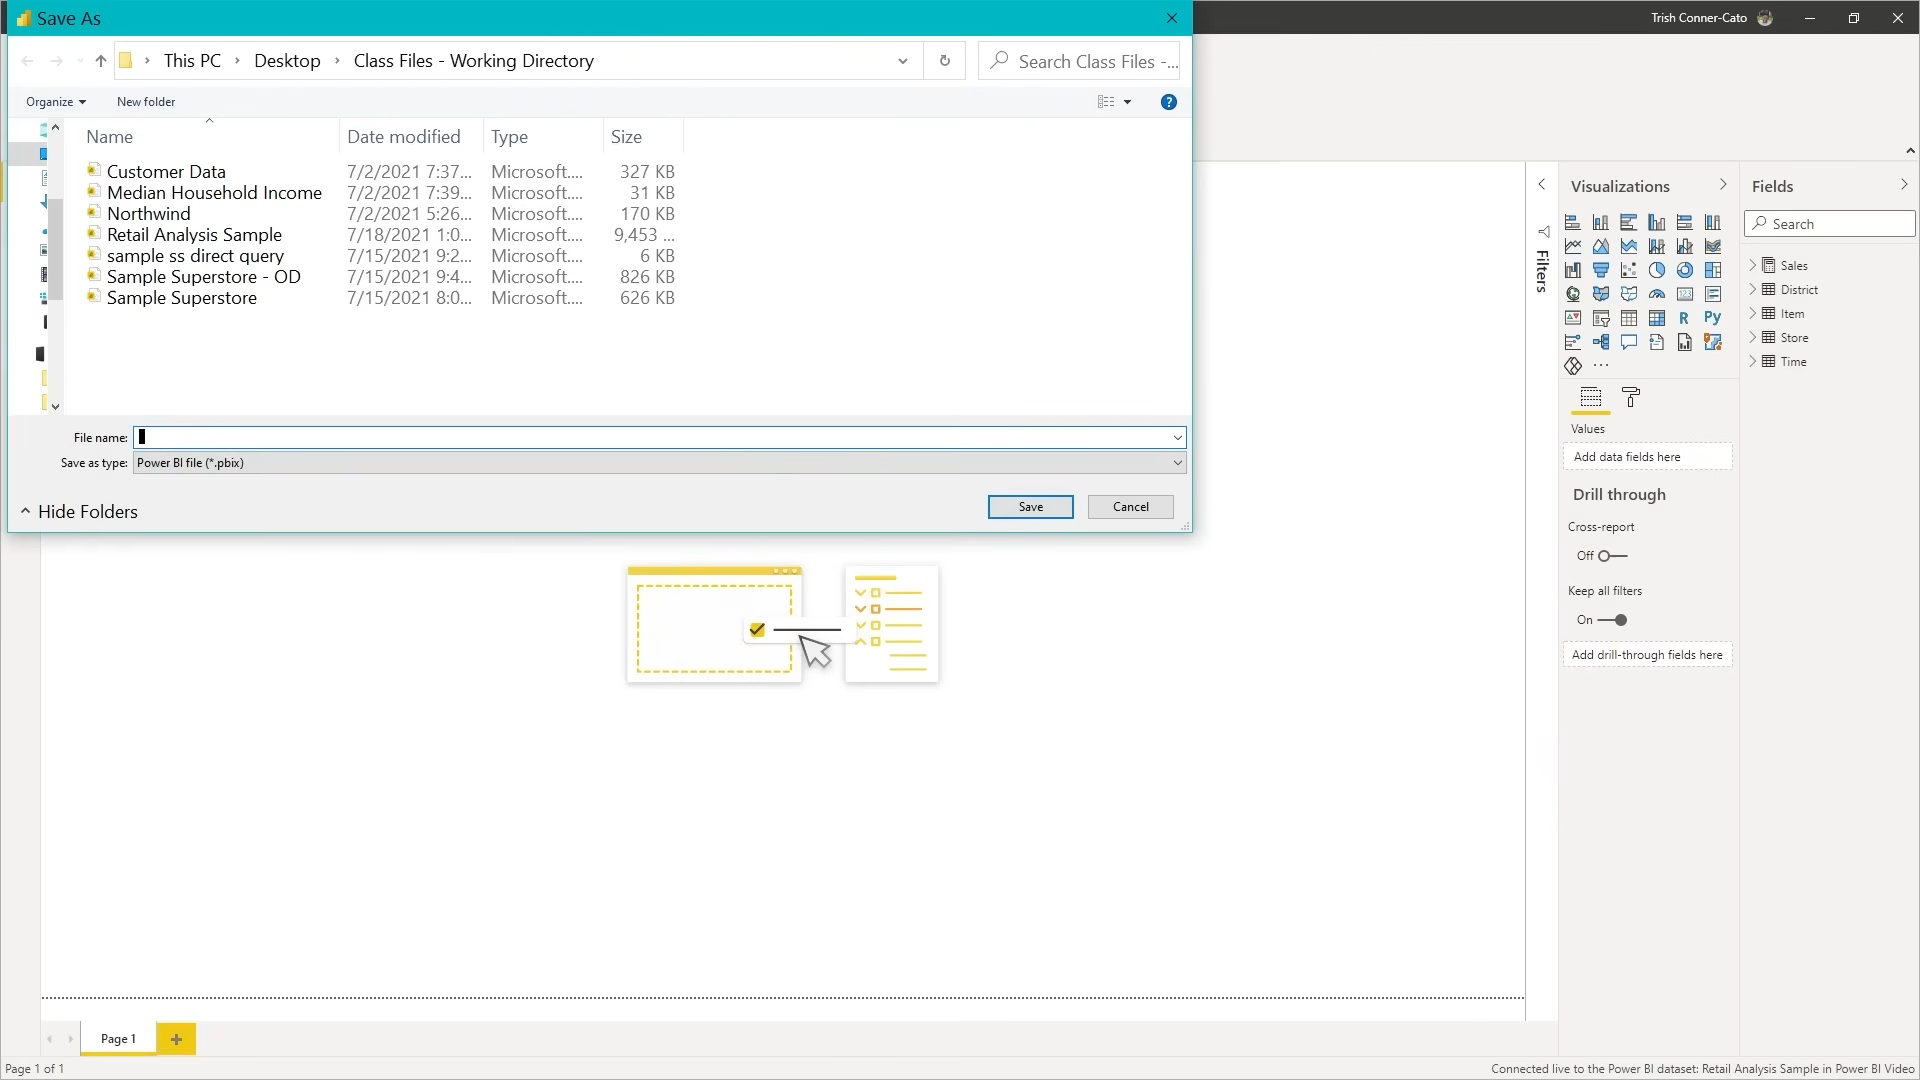 Save As
Trish Conner-Cato
This PC
Desktop
Class Files - Working Directory
Search Class Files -...
Organize
New folder
Name
Date modified
Type
Size
Customer Data 7/2/2021 7:37... Microsoft.... 327 KB
Median Household Income 7/2/2021 7:39... Microsoft.... 31 KB
Northwind 7/2/2021 5:26... Microsoft.... 170 KB
Retail Analysis Sample 7/18/2021 1:0... Microsoft.... 9,453 ...
sample ss direct query 7/15/2021 9:2... Microsoft.... 6 KB
Sample Superstore - OD 7/15/2021 9:4... Microsoft.... 826 KB
Sample Superstore 7/15/2021 8:0... Microsoft.... 626 KB
File name:
Save as type: Power BI file (*.pbix)
Hide Folders
Save
Cancel
Filters
Visualizations
R
Py
...
Values
Add data fields here
Drill through
Cross-report
Off
Keep all filters
On
Add drill-through fields here
Fields
Search
Sales
District
Item
Store
Time
Page 1
Page 1 of 1
Connected live to the Power BI dataset: Retail Analysis Sample in Power BI Video